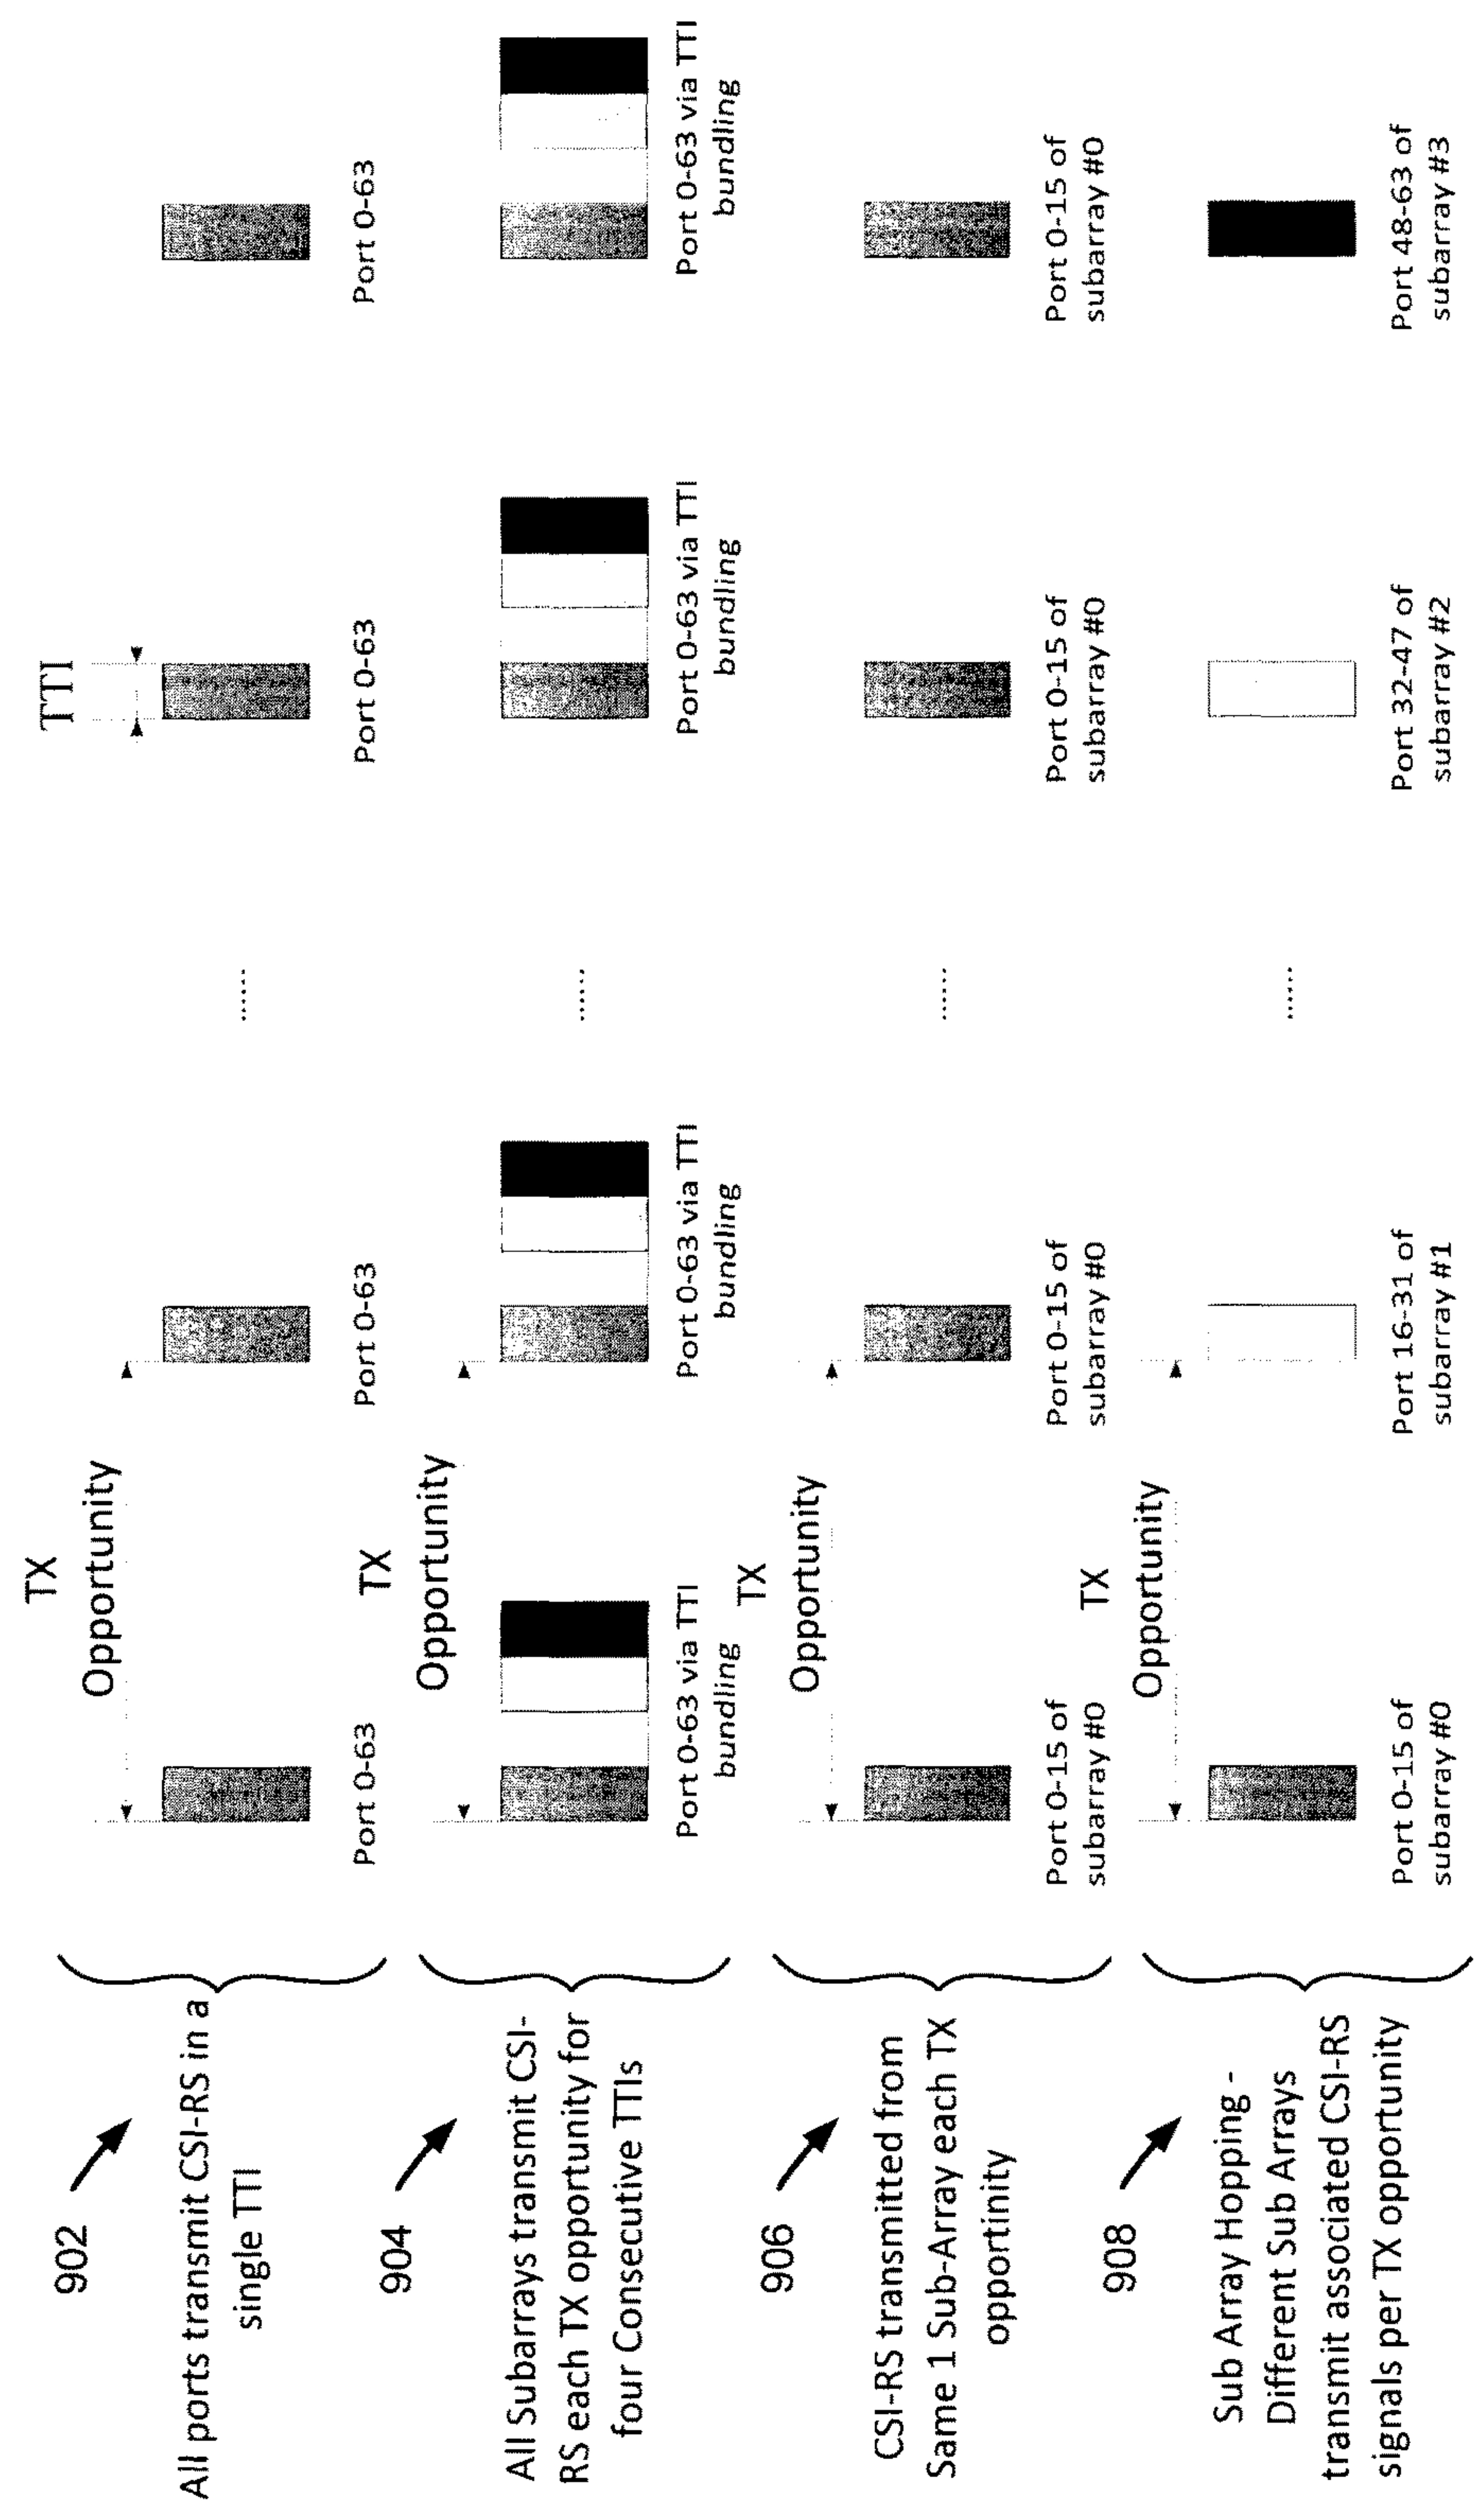 902
All ports transmit CSI-RS in a
single TTI
TX
Opportunity
TTI
Port 0-63
Port 0-63
.....
Port 0-63
Port 0-63
904
All Subarrays transmit CSI-
RS each TX opportunity for
four Consecutive TTIs
TX
Opportunity
Port 0-63 via TTI
bundling
Port 0-63 via TTI
bundling
.....
Port 0-63 via TTI
bundling
Port 0-63 via TTI
bundling
906
CSI-RS transmitted from
Same 1 Sub-Array each TX
opportinity
TX
Opportunity
Port 0-15 of
subarray #0
Port 0-15 of
subarray #0
.....
Port 0-15 of
subarray #0
Port 0-15 of
subarray #0
908
Sub Array Hopping -
Different Sub Arrays
transmit associated CSI-RS
signals per TX opportunity
TX
Opportunity
Port 0-15 of
subarray #0
Port 16-31 of
subarray #1
.....
Port 32-47 of
subarray #2
Port 48-63 of
subarray #3